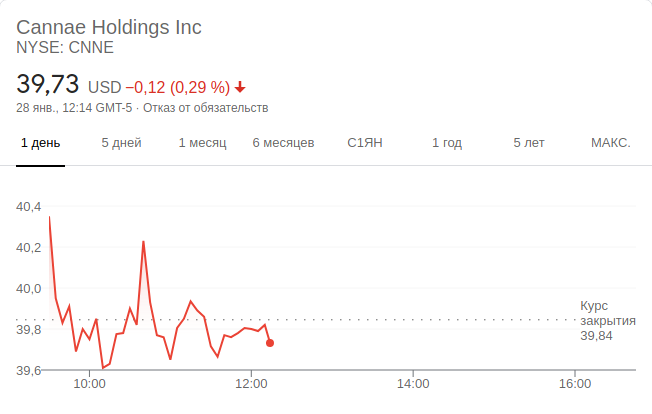 Cannae Holdings Inc
NYSE: CNNE
39,73 USD −0,12 (0,29 %)
28 янв., 12:14 GMT-5 · Отказ от обязательств
1 день 5 дней 1 месяц 6 месяцев С1ЯН 1 год 5 лет МАКС.
40,4
40,2
40,0
Курс
закрытия
39,84
39,8
39,6
10:00 12:00 14:00 16:00